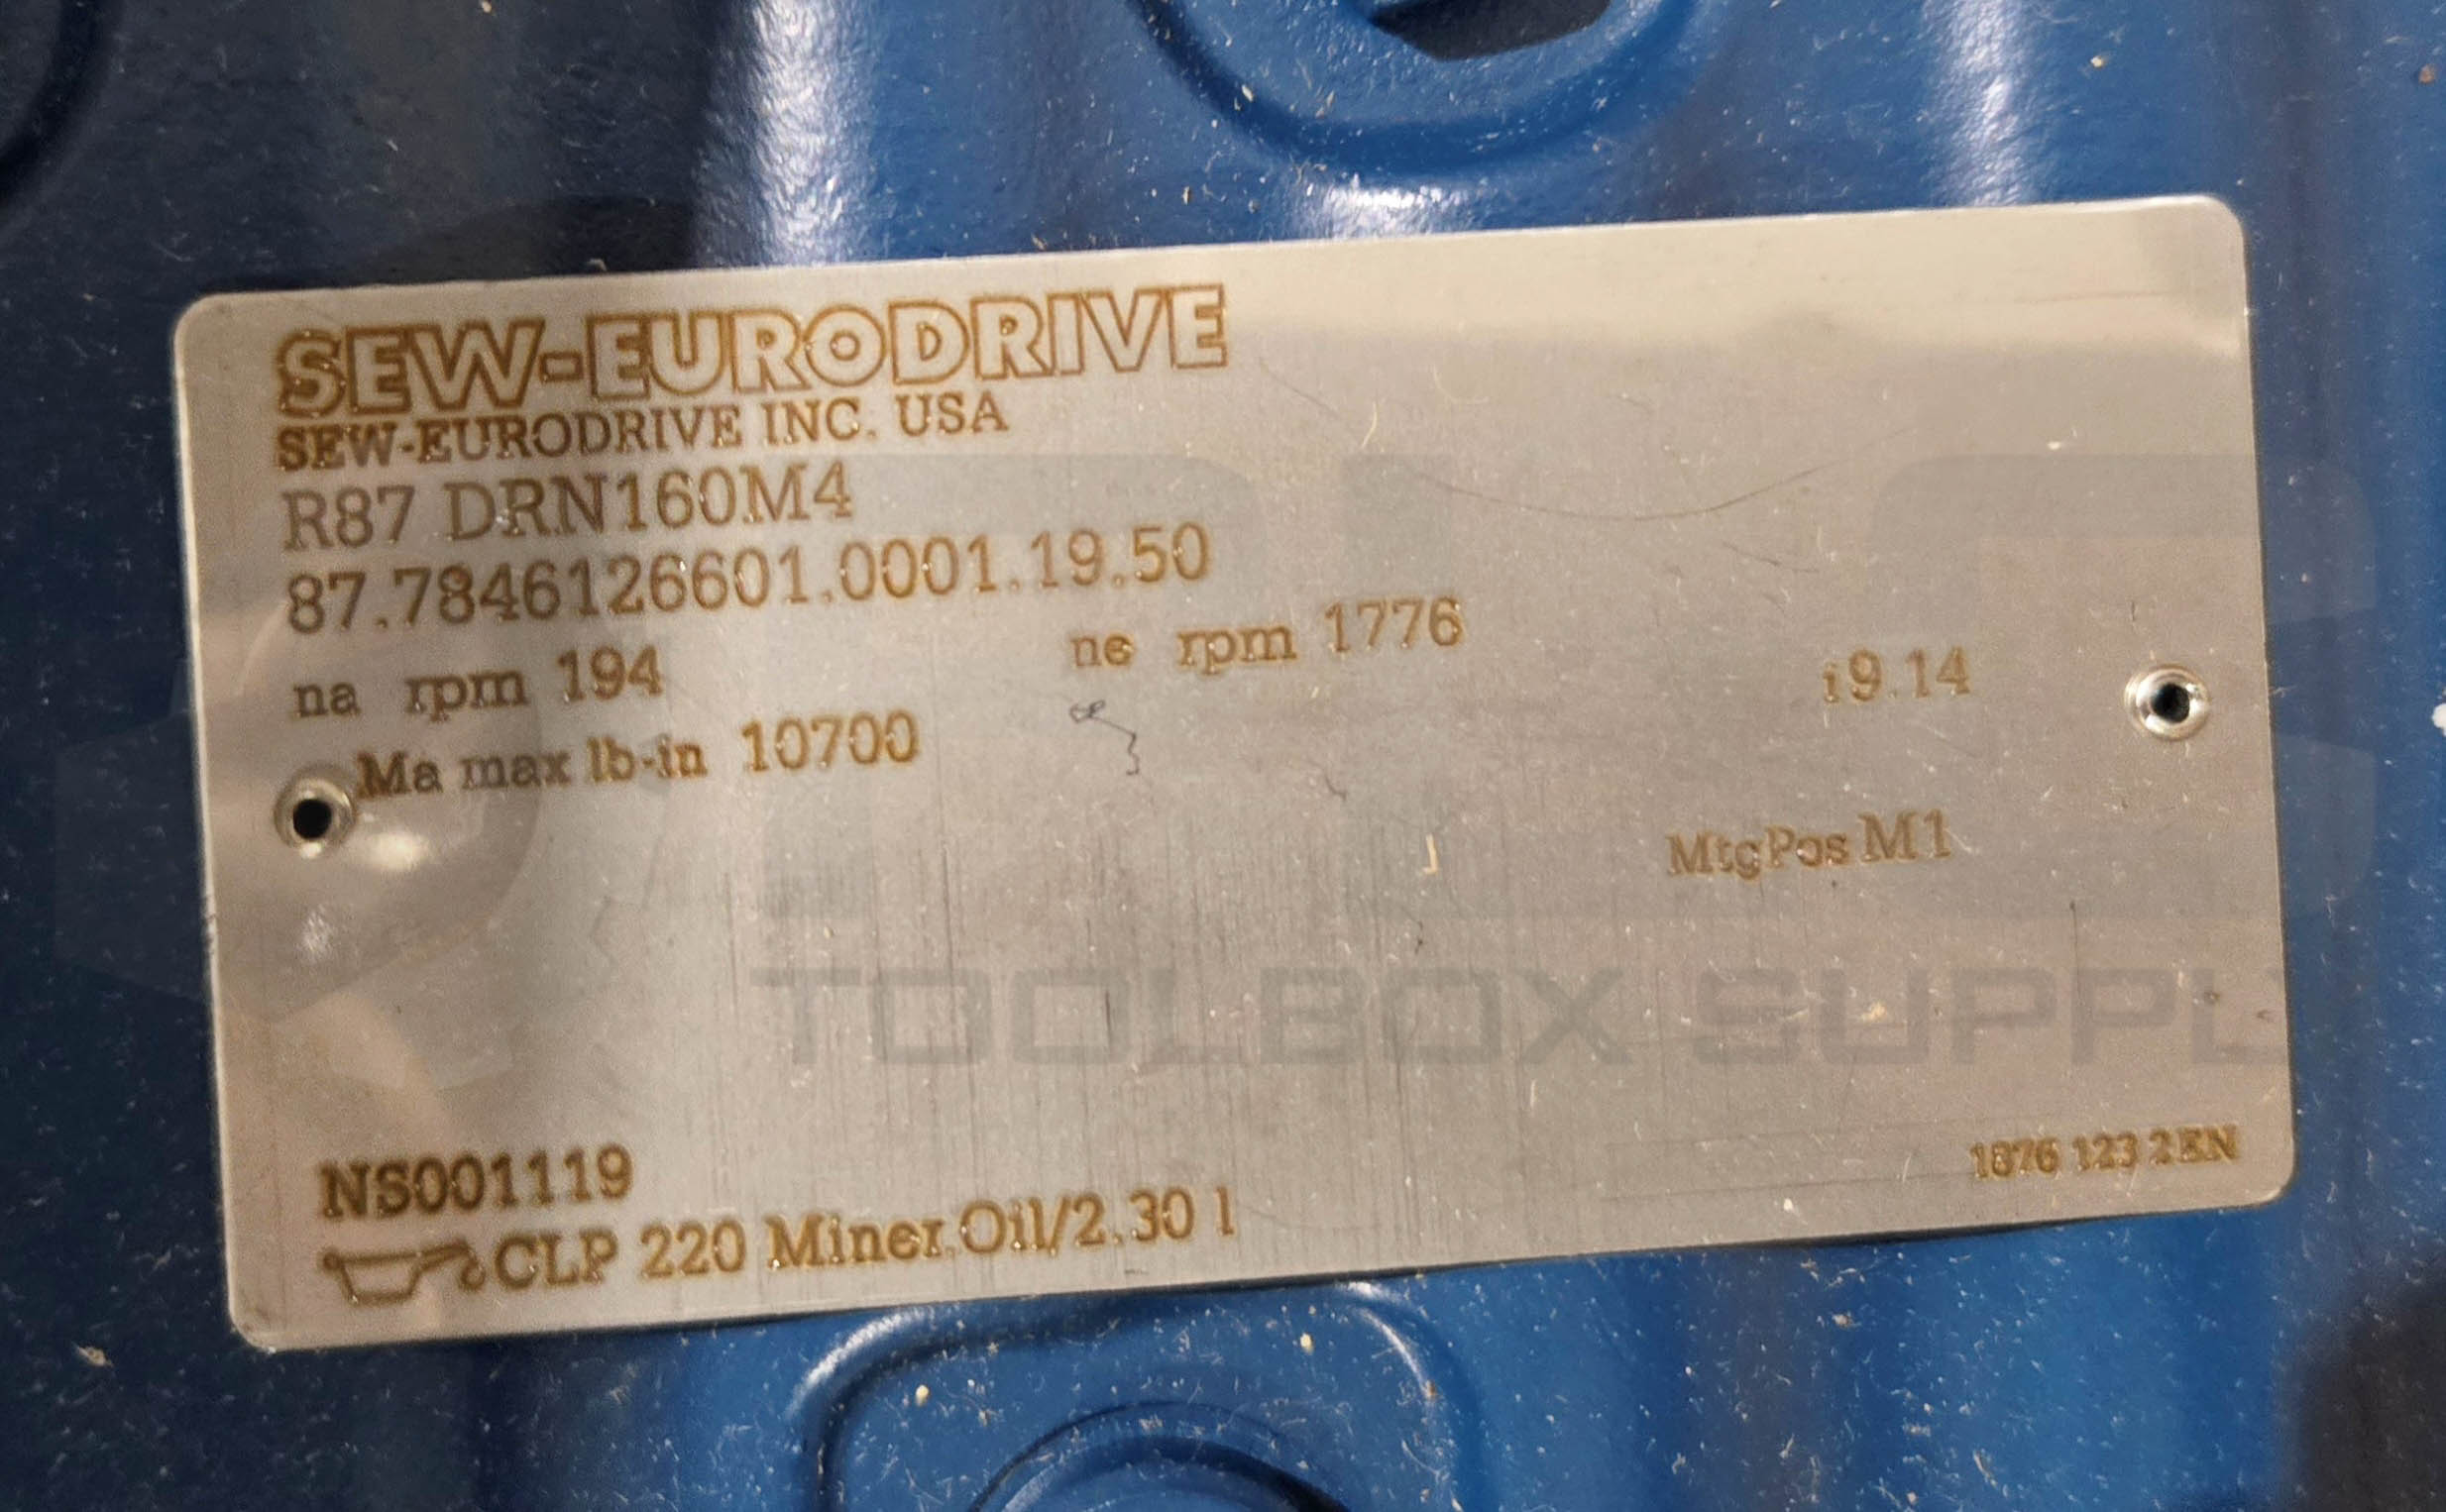 SEW-EURODRIVE
SEW-EURODRIVE INC. USA
R87 DRN160M4
87.7846126601.0001.19.50
na rpm 194 ne rpm 1776 i 9.14
Ma max lb-in 10700
MtgPos M1
TOOLBOX SUPPL
NS001119
1876 123 2EN
CLP 220 Miner.Oil/2.30 l